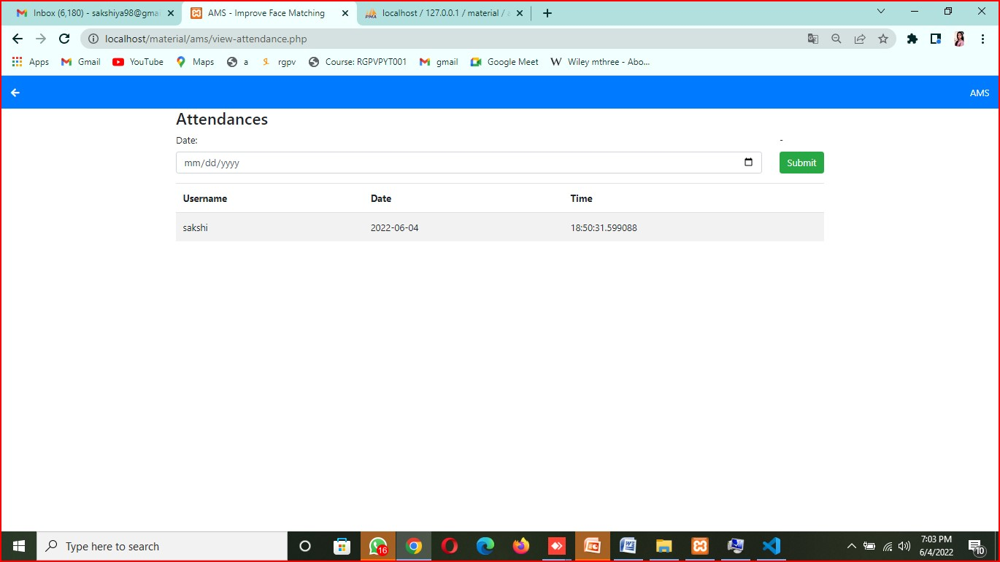 Inbox (6,180) - sakshiya98@gmai
AMS - Improve Face Matching
localhost / 127.0.0.1 / material / a
localhost/material/ams/view-attendance.php
Apps Gmail YouTube Maps a rgpv Course: RGPVPYT001 gmail Google Meet Wiley mthree - Abo...
AMS
Attendances
Date: -
mm/dd/yyyy Submit
Username Date Time
sakshi 2022-06-04 18:50:31.599088
Type here to search
16
7:03 PM
6/4/2022
10